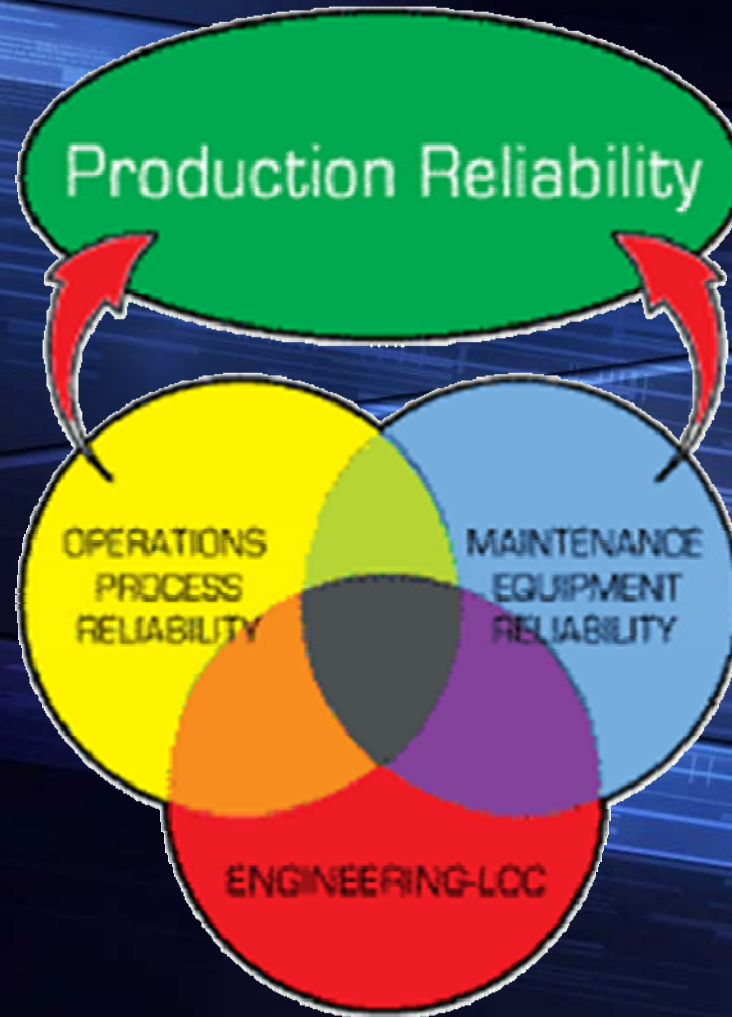 Production Reliability
OPERATIONS
PROCESS
RELIABILITY
MAINTENANCE
EQUIPMENT
RELIABILITY
ENGINEERING-LCC